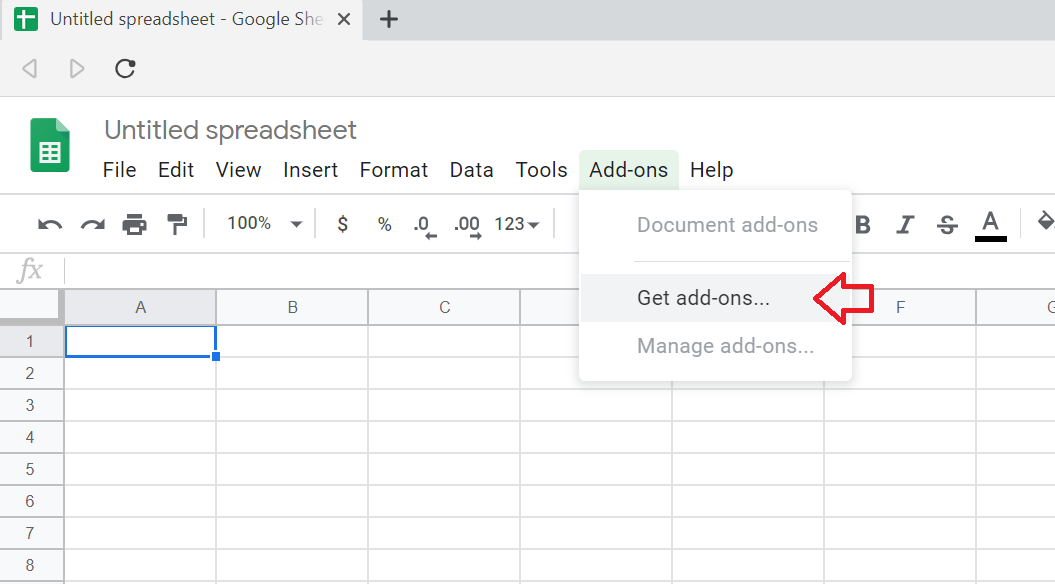 Untitled spreadsheet - Google She
Untitled spreadsheet
File Edit View Insert Format Data Tools Add-ons Help
100% $ % .0 .00 123 B I S A
Document add-ons
fx
Get add-ons...
A B C F G
Manage add-ons...
1
2
3
4
5
6
7
8